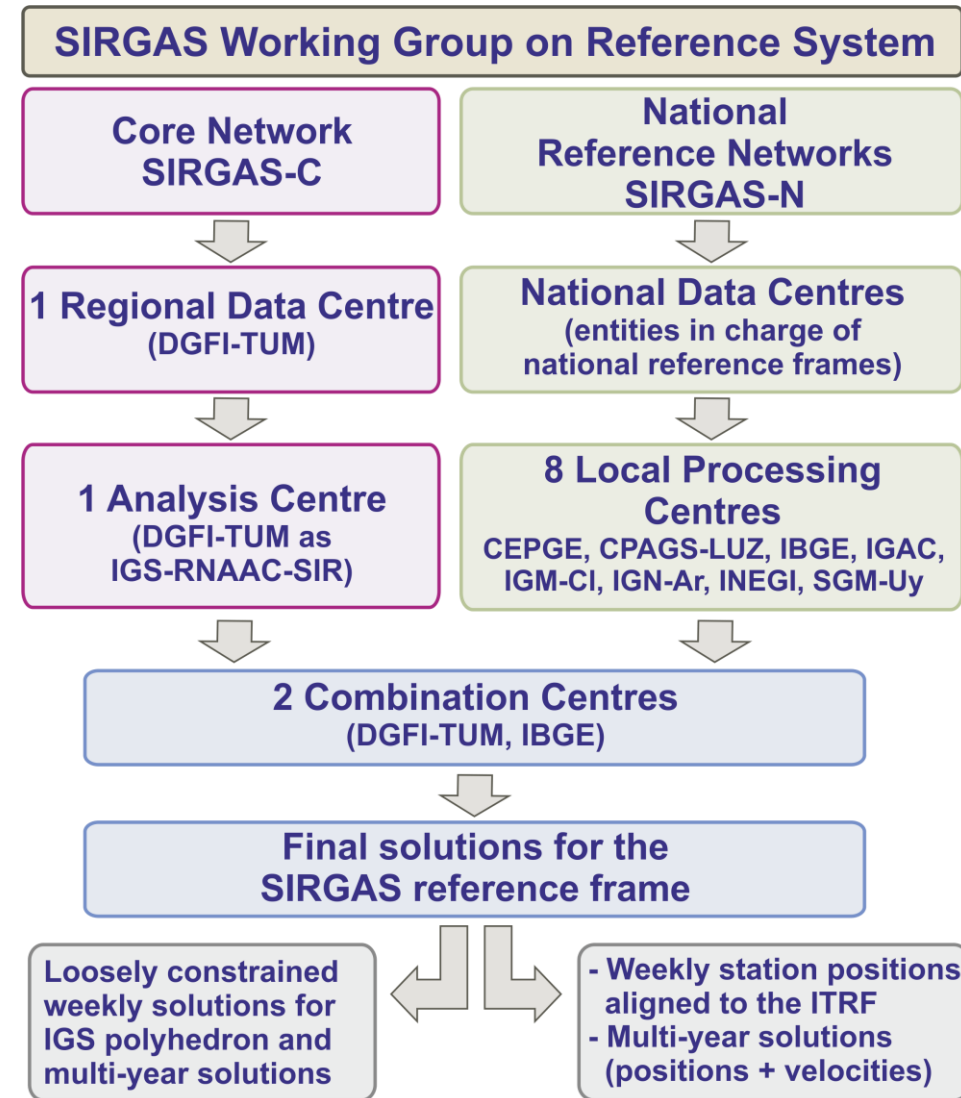 SIRGAS Working Group on Reference System
Core Network
SIRGAS-C
National
Reference Networks
SIRGAS-N
1 Regional Data Centre
(DGFI-TUM)
National Data Centres
(entities in charge of
national reference frames)
1 Analysis Centre
(DGFI-TUM as
IGS-RNAAC-SIR)
8 Local Processing
Centres
CEPGE, CPAGS-LUZ, IBGE, IGAC,
IGM-Cl, IGN-Ar, INEGI, SGM-Uy
2 Combination Centres
(DGFI-TUM, IBGE)
Final solutions for the
SIRGAS reference frame
Loosely constrained
weekly solutions for
IGS polyhedron and
multi-year solutions
- Weekly station positions
aligned to the ITRF
- Multi-year solutions
(positions + velocities)